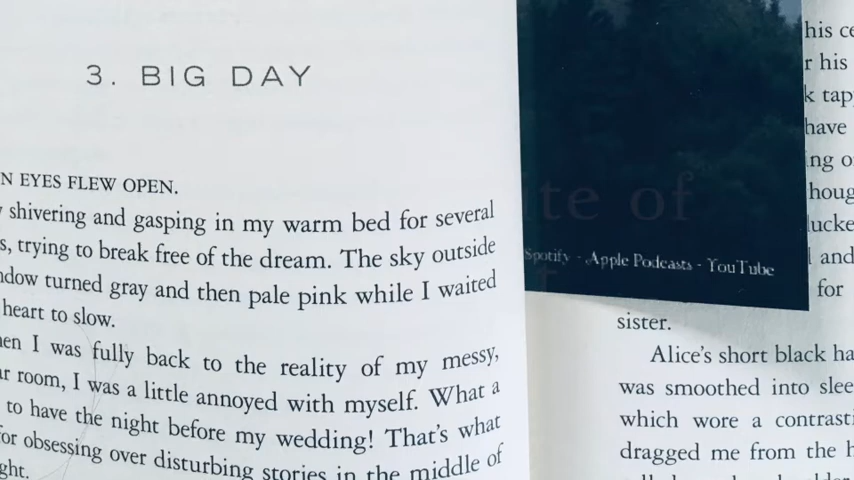 3. BIG DAY
N EYES FLEW OPEN.
shivering and gasping in my warm bed for several
s, trying to break free of the dream. The sky outside
ndow turned gray and then pale pink while I waited
heart to slow.
en I was fully back to the reality of my messy,
r room, I was a little annoyed with myself. What a
to have the night before my wedding! That's what
for obsessing over disturbing stories in the middle of
ght.
te of
Spotify - Apple Podcasts - YouTube
his ce
r his
k tap
have
ng o
houg
lucke
l and
for
sister.
Alice's short black ha
was smoothed into slee
which wore a contrasti
dragged me from the h